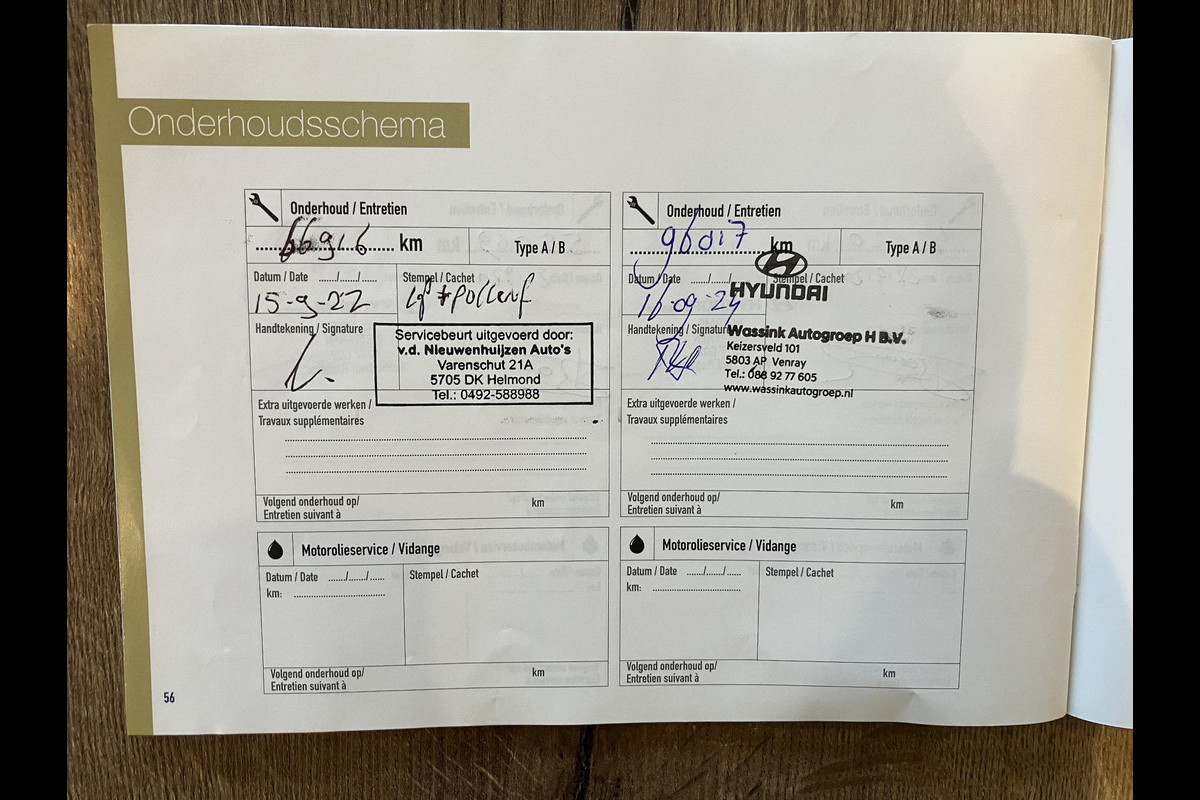 Onderhoudsschema
Onderhoud / Entretien
km
Type A / B
Datum / Date ....../....../......
15-9-22
Stempel / Cachet
Handtekening / Signature
Servicebeurt uitgevoerd door:
v.d. Nieuwenhuijzen Auto's
Varenschut 21A
5705 DK Helmond
Tel.: 0492-588988
Extra uitgevoerde werken /
Travaux supplémentaires
Volgend onderhoud op/
Entretien suivant à
km
Onderhoud / Entretien
km
Type A / B
Datum / Date ....../....../
16-09-24
Stempel / Cachet
HYUNDAI
Handtekening / Signature
Wassink Autogroep H B.V.
Keizersveld 101
5803 AP Venray
Tel.: 088 92 77 605
www.wassinkautogroep.nl
Extra uitgevoerde werken /
Travaux supplémentaires
Volgend onderhoud op/
Entretien suivant à
km
Motorolieservice / Vidange
Datum / Date ....../....../......
km:
Stempel / Cachet
Volgend onderhoud op/
Entretien suivant à
km
Motorolieservice / Vidange
Datum / Date ....../....../......
km:
Stempel / Cachet
Volgend onderhoud op/
Entretien suivant à
km
56